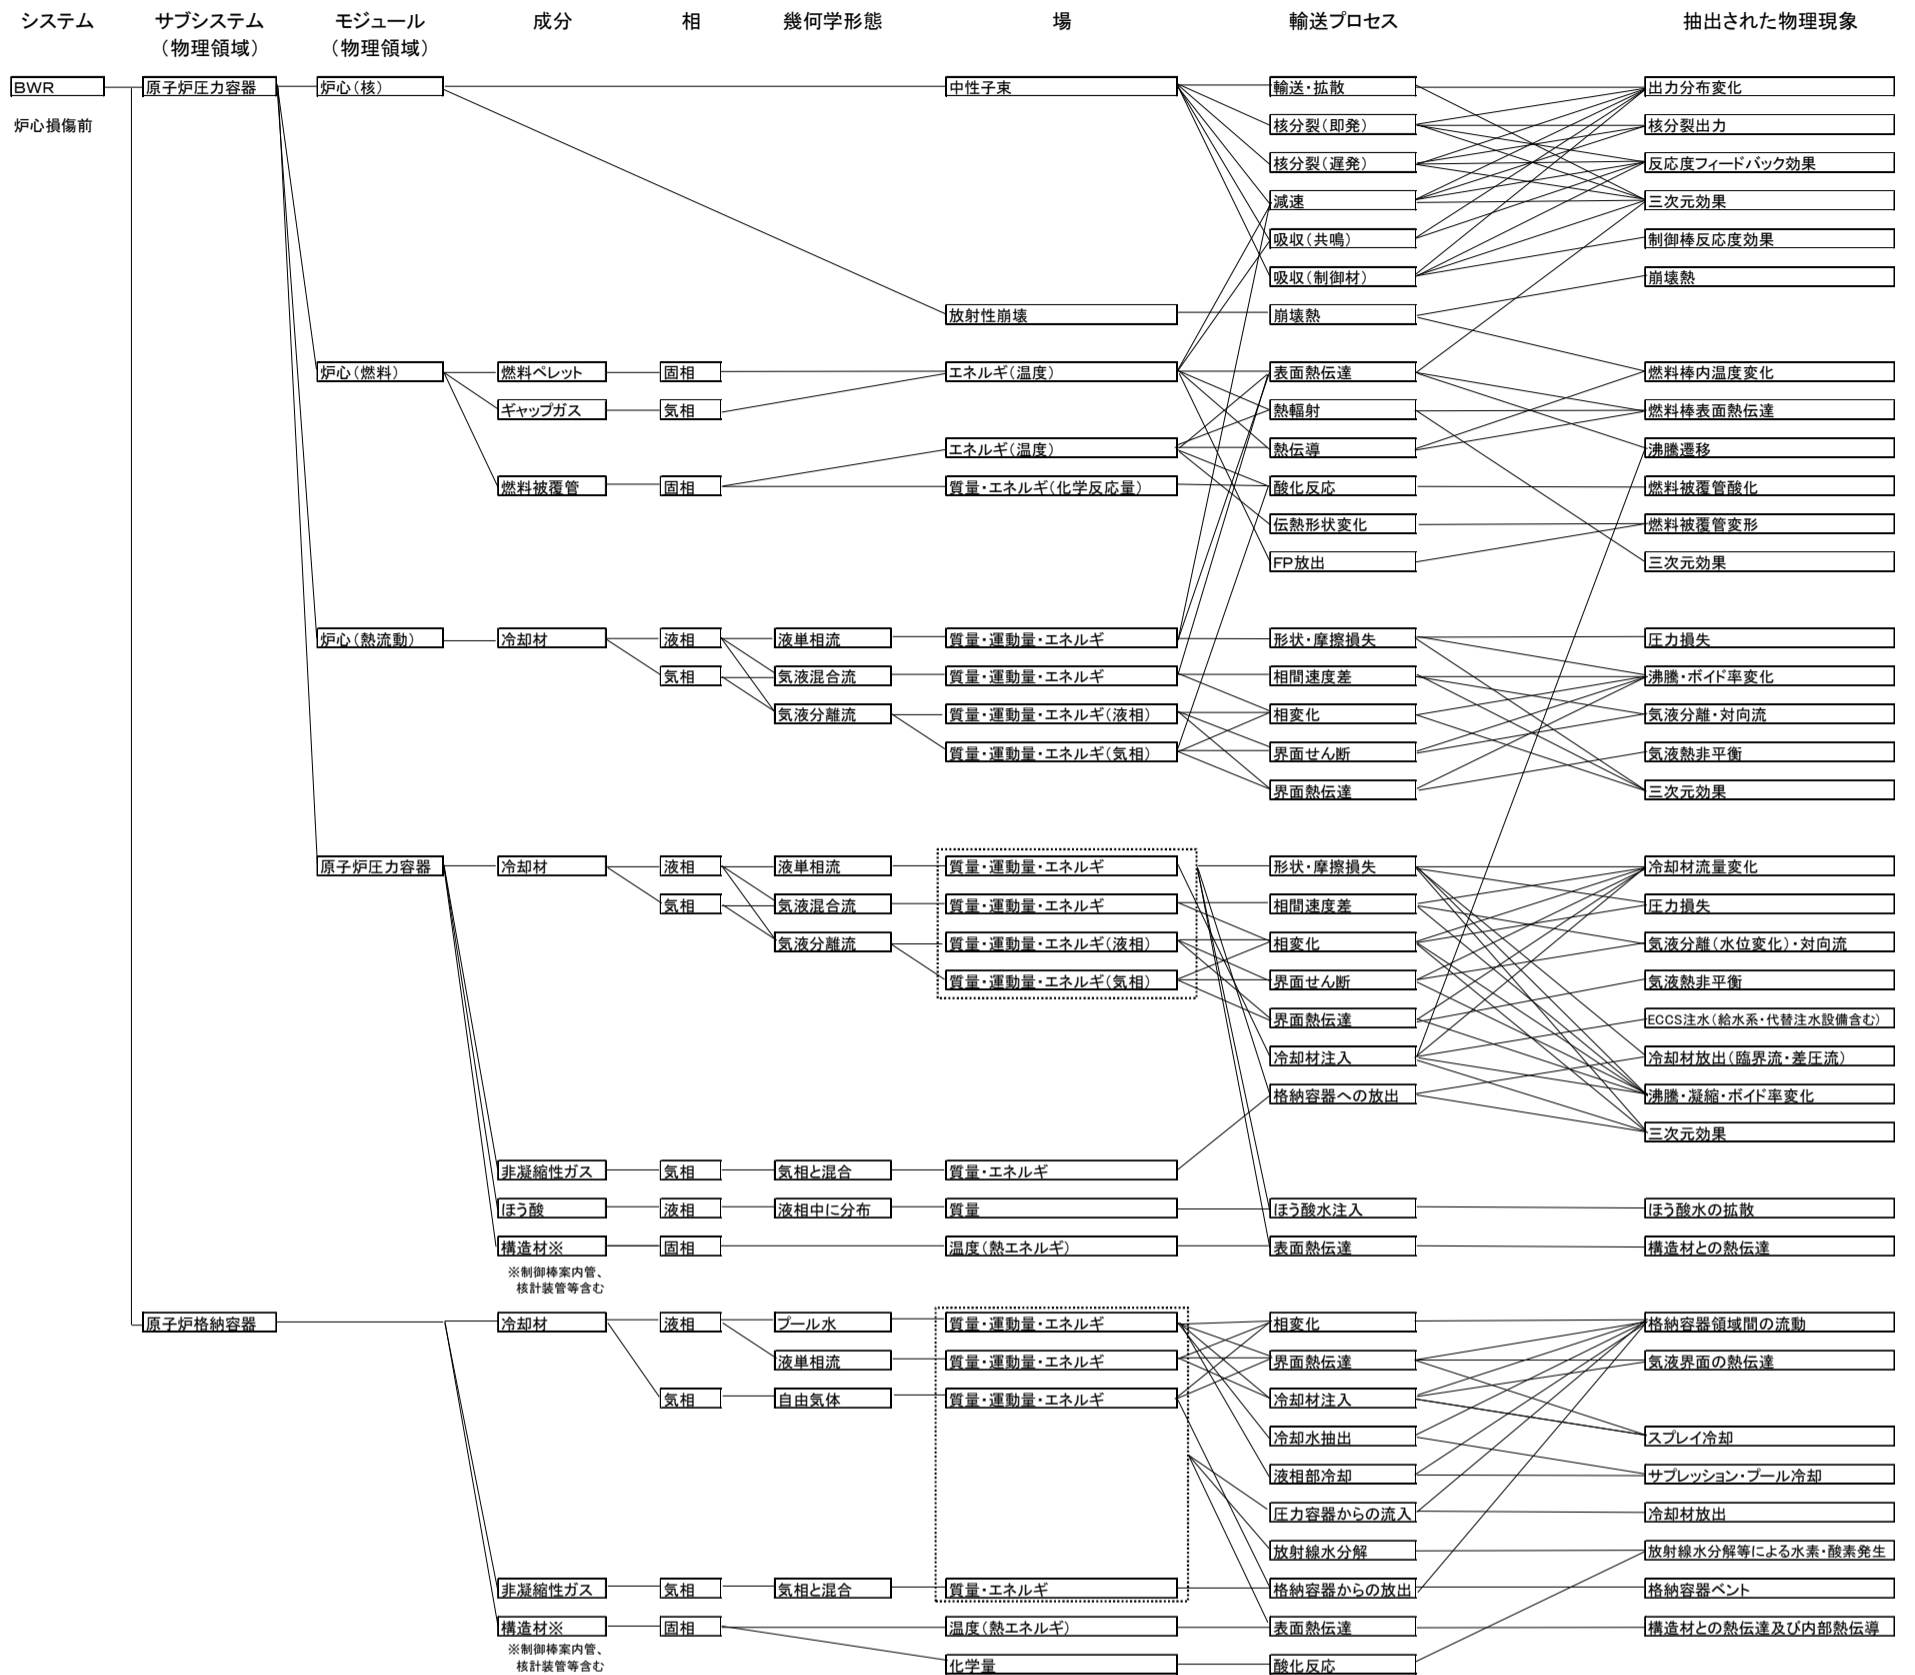 システム
サブシステム
（物理領域）
モジュール
（物理領域）
成分
相
幾何学形態
場
輸送プロセス
抽出された物理現象
BWR
原子炉圧力容器
炉心（核）
中性子束
輸送・拡散
出力分布変化
炉心損傷前
核分裂（即発）
核分裂出力
核分裂（遅発）
反応度フィードバック効果
減速
三次元効果
吸収（共鳴）
制御棒反応度効果
吸収（制御材）
崩壊熱
放射性崩壊
崩壊熱
炉心（燃料）
燃料ペレット
固相
エネルギ（温度）
表面熱伝達
燃料棒内温度変化
ギャップガス
気相
熱輻射
燃料棒表面熱伝達
エネルギ（温度）
熱伝導
沸騰遷移
燃料被覆管
固相
質量・エネルギ（化学反応量）
酸化反応
燃料被覆管酸化
伝熱形状変化
燃料被覆管変形
FP放出
三次元効果
炉心（熱流動）
冷却材
液相
液単相流
質量・運動量・エネルギ
形状・摩擦損失
圧力損失
気相
気液混合流
質量・運動量・エネルギ
相間速度差
沸騰・ボイド率変化
気液分離流
質量・運動量・エネルギ（液相）
相変化
気液分離・対向流
質量・運動量・エネルギ（気相）
界面せん断
気液熱非平衡
界面熱伝達
三次元効果
原子炉圧力容器
冷却材
液相
液単相流
質量・運動量・エネルギ
形状・摩擦損失
冷却材流量変化
気相
気液混合流
質量・運動量・エネルギ
相間速度差
圧力損失
気液分離流
質量・運動量・エネルギ（液相）
相変化
気液分離（水位変化）・対向流
質量・運動量・エネルギ（気相）
界面せん断
気液熱非平衡
界面熱伝達
ECCS注水（給水系・代替注水設備含む）
冷却材注入
冷却材放出（臨界流・差圧流）
格納容器への放出
沸騰・凝縮・ボイド率変化
三次元効果
非凝縮性ガス
気相
気相と混合
質量・エネルギ
ほう酸
液相
液相中に分布
質量
ほう酸水注入
ほう酸水の拡散
構造材※
固相
温度（熱エネルギ）
表面熱伝達
構造材との熱伝達
※制御棒案内管、
核計装管等含む
原子炉格納容器
冷却材
液相
プール水
質量・運動量・エネルギ
相変化
格納容器領域間の流動
液単相流
質量・運動量・エネルギ
界面熱伝達
気液界面の熱伝達
気相
自由気体
質量・運動量・エネルギ
冷却材注入
冷却水抽出
スプレイ冷却
液相部冷却
サプレッション・プール冷却
圧力容器からの流入
冷却材放出
放射線水分解
放射線水分解等による水素・酸素発生
非凝縮性ガス
気相
気相と混合
質量・エネルギ
格納容器からの放出
格納容器ベント
構造材※
固相
温度（熱エネルギ）
表面熱伝達
構造材との熱伝達及び内部熱伝導
※制御棒案内管、
核計装管等含む
化学量
酸化反応